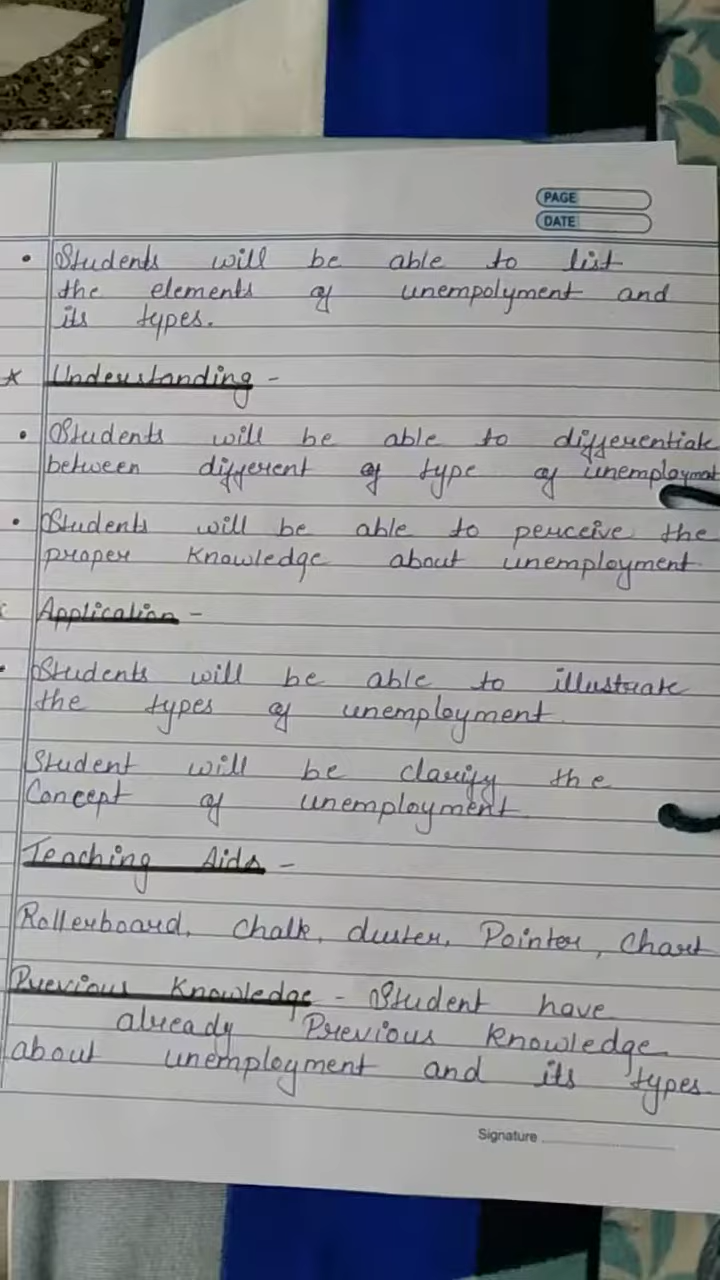 PAGE
DATE
• Students will be able to list
the elements of unempolyment and
its types.
* Understanding -
• Students will be able to differentiate
between different of type of unemploymet
• Students will be able to perceive the
proper knowledge about unemployment.
Application -
• Students will be able to illustrate
the types of unemployment.
Student will be clarify the
Concept of unemployment.
Teaching Aids -
Rollerboard, chalk, duster, Pointer, Chart
Previous Knowledge - Student have
already Previous knowledge
about unemployment and its types.
Signature